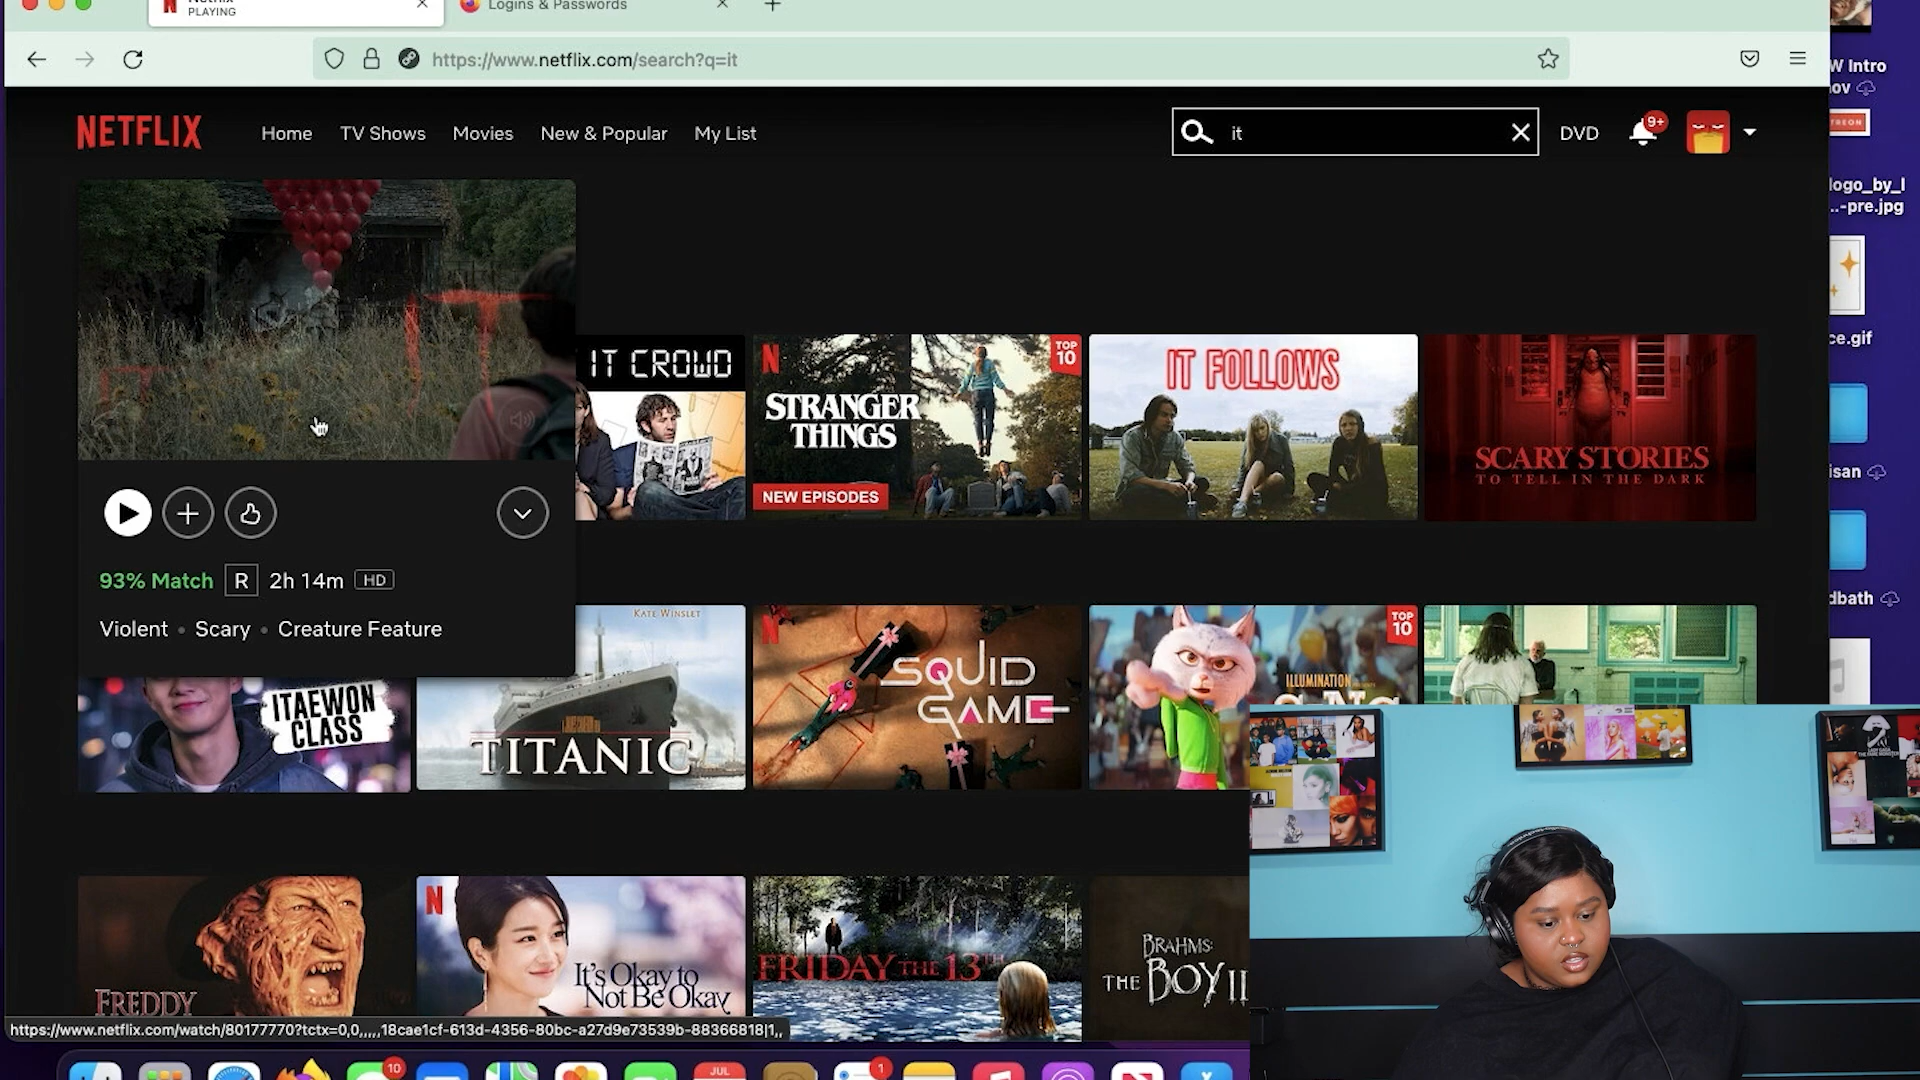 Netflix
PLAYING
Logins & Passwords
https://www.netflix.com/search?q=it
NETFLIX
Home
TV Shows
Movies
New & Popular
My List
it
DVD
9+
IT
93% Match
R
2h 14m
HD
Violent • Scary • Creature Feature
IT CROWD
STRANGER
THINGS
TOP
10
NEW EPISODES
IT FOLLOWS
SCARY STORIES
TO TELL IN THE DARK
ITAEWON
CLASS
KATE WINSLET
TITANIC
SQUID
GAME
TOP
10
ILLUMINATION
FREDDY
It's Okay to
Not Be Okay
FRIDAY THE 13TH
BRAHMS:
THE BOY II
https://www.netflix.com/watch/80177770?tctx=0,0,,,,,18cae1cf-613d-4356-80bc-a27d9e73539b-88366818|1,,
10
JUL
1
W Intro
ov
TREON
logo_by_l
...-pre.jpg
ce.gif
isan
dbath